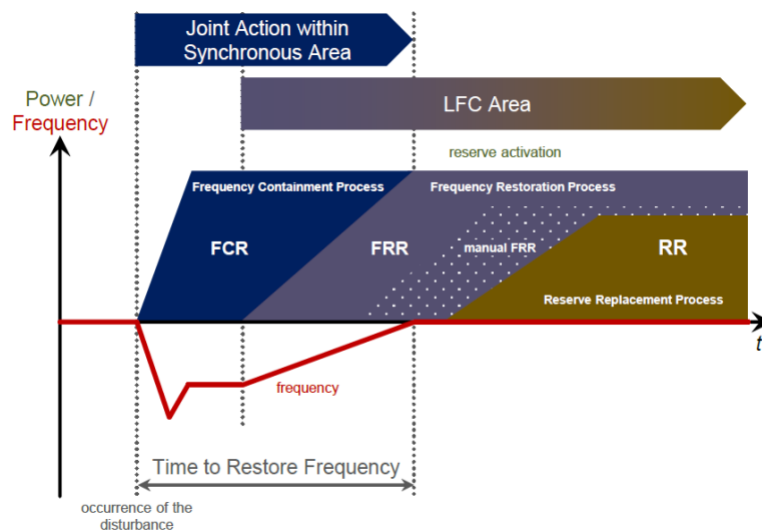 Joint Action within
Synchronous Area
Power /
Frequency
LFC Area
reserve activation
Frequency Containment Process
Frequency Restoration Process
FCR
FRR
manual FRR
RR
Reserve Replacement Process
t
frequency
Time to Restore Frequency
occurrence of the
disturbance